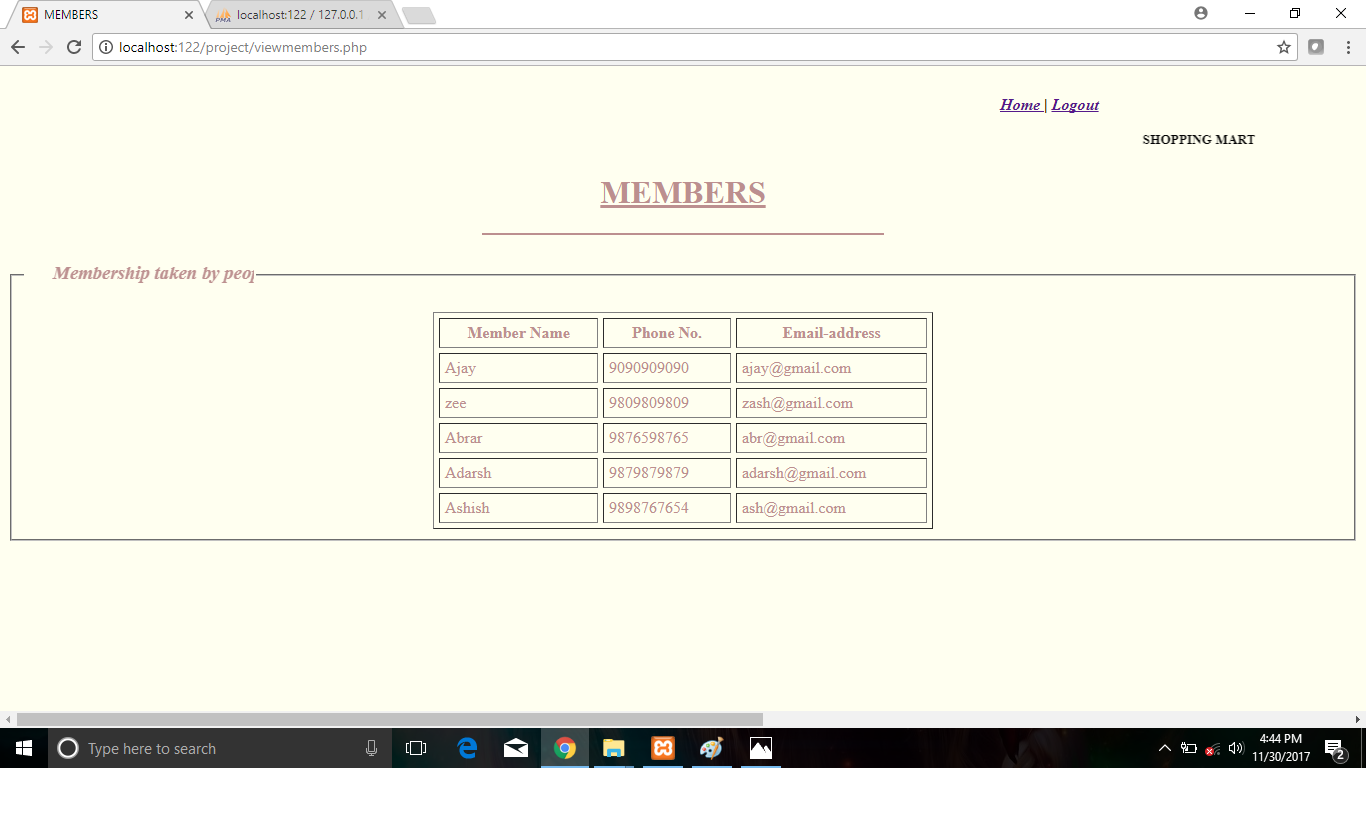 MEMBERS
localhost:122 / 127.0.0.1
localhost:122/project/viewmembers.php
Home | Logout
SHOPPING MART
MEMBERS
Membership taken by
Member Name Phone No. Email-address
Ajay 9090909090 ajay@gmail.com
zee 9809809809 zash@gmail.com
Abrar 9876598765 abr@gmail.com
Adarsh 9879879879 adarsh@gmail.com
Ashish 9898767654 ash@gmail.com
Type here to search
4:44 PM
11/30/2017
2